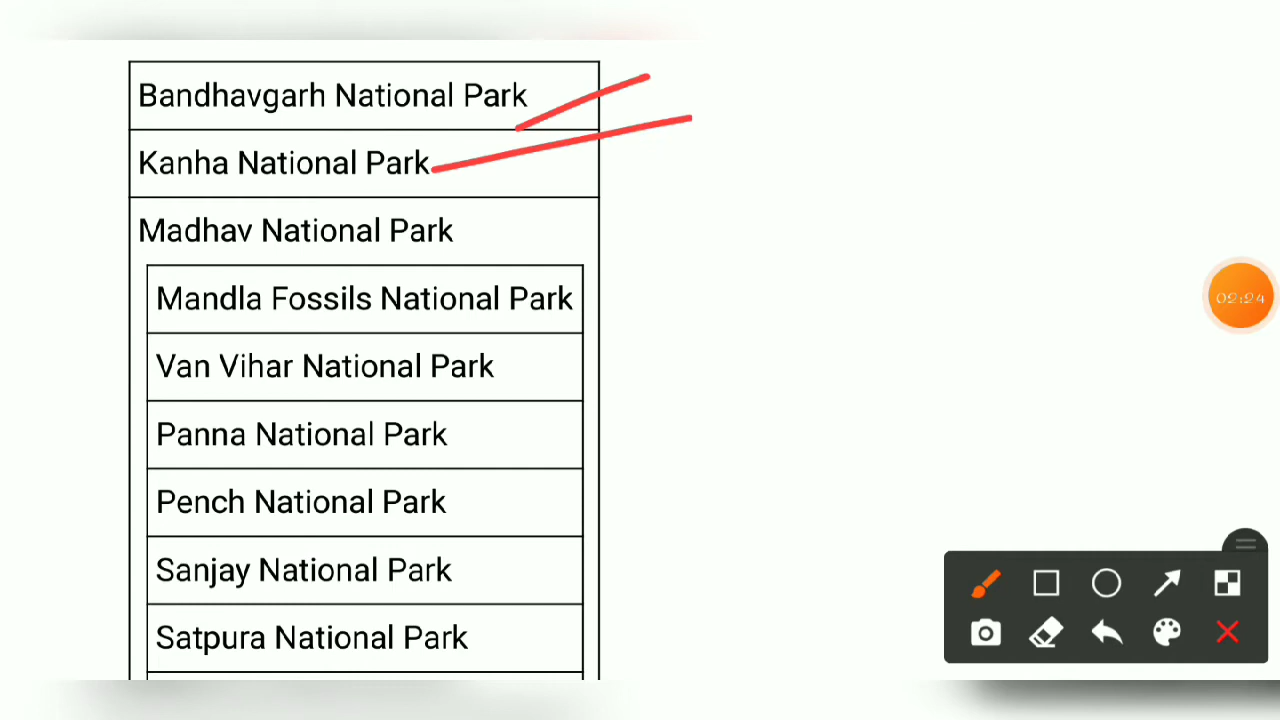 Bandhavgarh National Park
Kanha National Park
Madhav National Park
Mandla Fossils National Park
Van Vihar National Park
Panna National Park
Pench National Park
Sanjay National Park
Satpura National Park
02:24